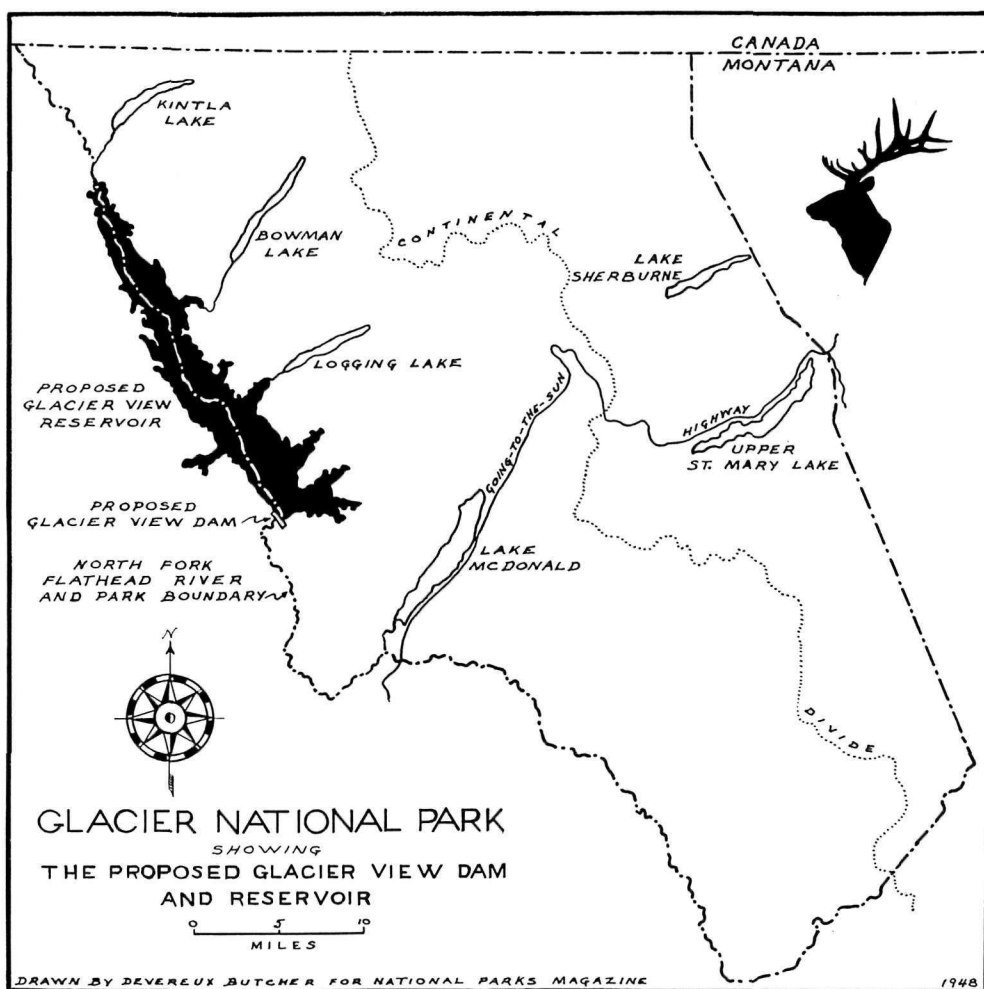 CANADA
MONTANA
KINTLA
LAKE
BOWMAN
LAKE
CONTINENTAL
LAKE
SHERBURNE
LOGGING LAKE
PROPOSED
GLACIER VIEW
RESERVOIR
GOING-TO-THE-SUN
HIGHWAY
UPPER
ST. MARY LAKE
PROPOSED
GLACIER VIEW DAM
LAKE
MCDONALD
NORTH FORK
FLATHEAD RIVER
AND PARK BOUNDARY
N
DIVIDE
GLACIER NATIONAL PARK
SHOWING
THE PROPOSED GLACIER VIEW DAM
AND RESERVOIR
0 5 10
MILES
DRAWN BY DEVEREUX BUTCHER FOR NATIONAL PARKS MAGAZINE 1948